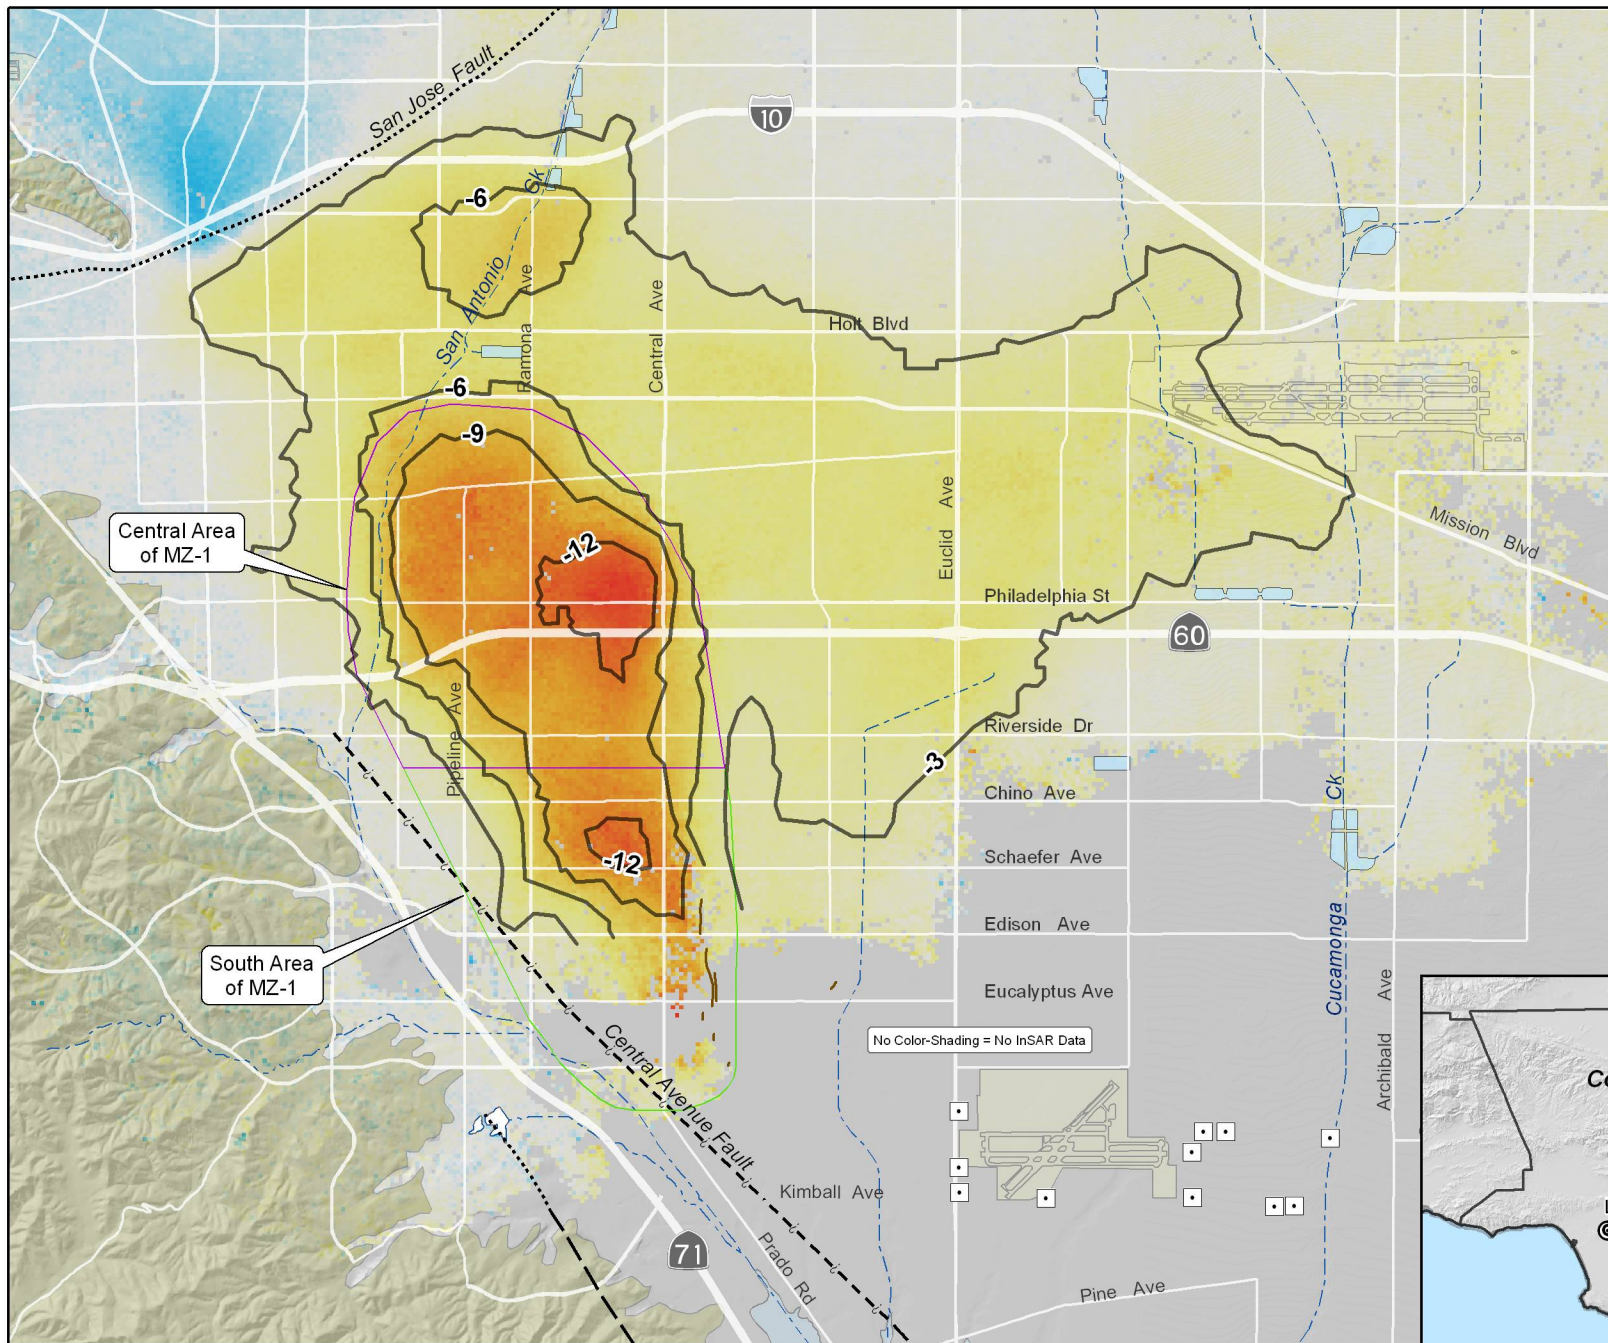 San Jose Fault
10
-6
San Antonio Ck
Ramona Ave
Central Ave
Holt Blvd
-6
-9
Euclid Ave
Mission Blvd
Central Area
of MZ-1
-12
Philadelphia St
60
Pipeline Ave
Riverside Dr
-3
Chino Ave
Cucamonga Ck
Schaefer Ave
-12
Edison Ave
South Area
of MZ-1
Eucalyptus Ave
Archibald Ave
No Color-Shading = No InSAR Data
Central Avenue Fault
Kimball Ave
71
Prado Rd
Pine Ave